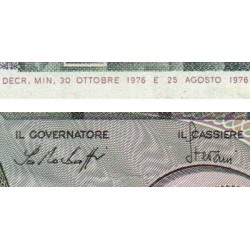 DECR. MIN. 30 OTTOBRE 1976 E 25 AGOSTO 1976
IL GOVERNATORE IL CASSIERE